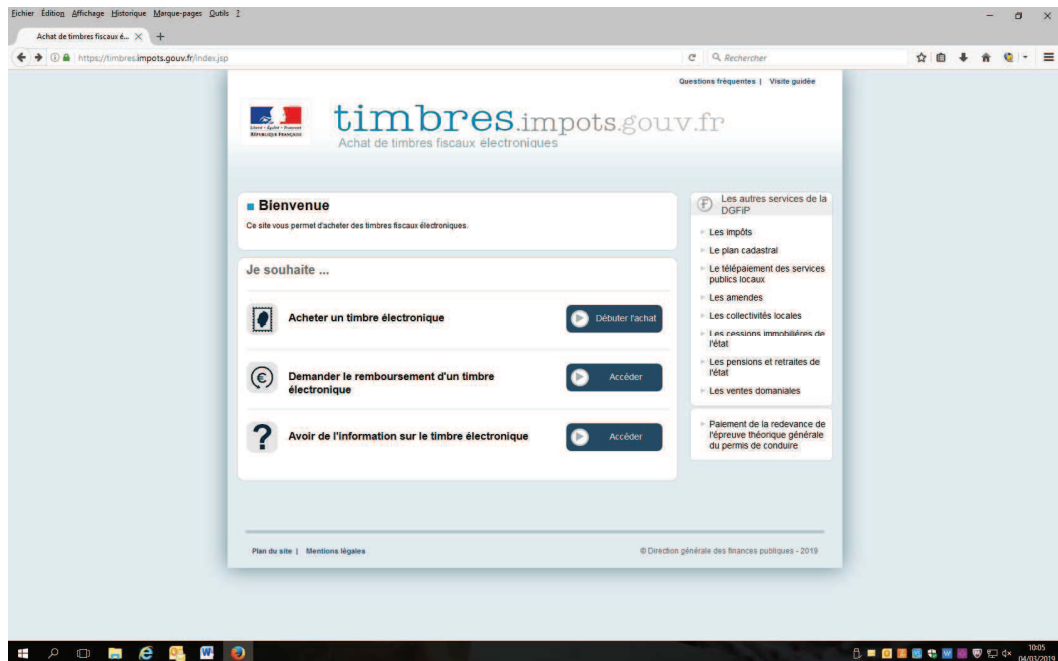 Fichier Édition Affichage Historique Marque-pages Outils ?
Achat de timbres fiscaux é...
https://timbres.impots.gouv.fr/index.jsp
Rechercher
Questions fréquentes | Visite guidée
Liberté • Égalité • Fraternité
RÉPUBLIQUE FRANÇAISE
timbres.impots.gouv.fr
Achat de timbres fiscaux électroniques
Bienvenue
Ce site vous permet d'acheter des timbres fiscaux électroniques.
Je souhaite ...
Acheter un timbre électronique
Débuter l'achat
Demander le remboursement d'un timbre
électronique
Accéder
Avoir de l'information sur le timbre électronique
Accéder
Les autres services de la
DGFiP
Les impôts
Le plan cadastral
Le télépaiement des services
publics locaux
Les amendes
Les collectivités locales
Les cessions immobilières de
l'état
Les pensions et retraites de
l'état
Les ventes domaniales
Paiement de la redevance de
l'épreuve théorique générale
du permis de conduire
Plan du site | Mentions légales
© Direction générale des finances publiques - 2019
10:05
04/03/2019